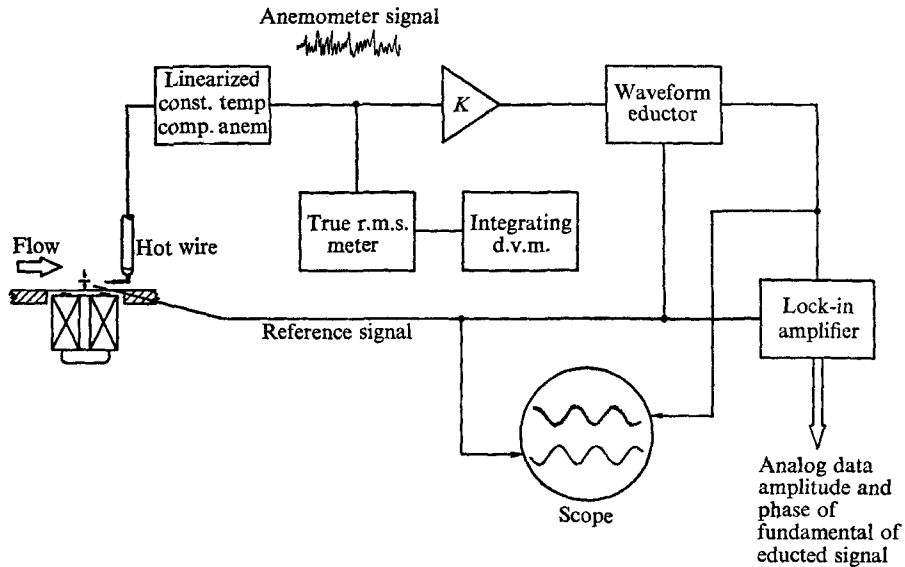 Anemometer signal
Linearized
const. temp
comp. anem
K
Waveform
eductor
True r.m.s.
meter
Integrating
d.v.m.
Flow
Hot wire
Reference signal
Lock-in
amplifier
Scope
Analog data
amplitude and
phase of
fundamental of
educted signal